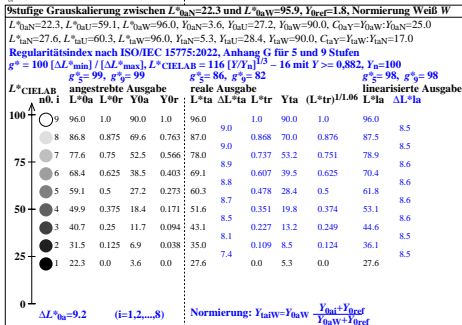 9stufige Graukalierung zwischen L*0aN=22.3 und L*0aW=95.9, Y0ref=1.8, Normierung Weiß W
L*0aN=22.3, L*0aU=59.1, L*0aW=96.0, Y0aN=3.6, Y0aU=27.2, Y0aW=90.0, C0aY=Y0aW:Y0aN=25.0
L*taN=27.6, L*taU=60.3, L*taW=96.0, YtaN=5.3, YtaU=28.4, YtaW=90.0, CtaY=YtaW:YtaN=17.0
Regularitätsindex nach ISO/IEC 15775:2022, Anhang G für 5 und 9 Stufen
g* = 100 [ΔL*min] / [ΔL*max], L*CIELAB = 116 [Y/Yn]1/3 − 16 mit Y >= 0,882, Yn=100
g*5= 99, g*9= 99 g*5= 86, g*9= 82 g*5= 98, g*9= 98
L*CIELAB angestrebte Ausgabe reale Ausgabe linearisierte Ausgabe
n0. i L*0a L*0r Y0a Y0r L*ta ΔL*ta L*tr Yta (L*tr)1/1.06 L*la ΔL*la
100 9 96.0 1.0 90.0 1.0 96.0 1.0 90.0 1.0 96.0
9.0 8.5
8 86.8 0.875 69.6 0.763 87.0 0.868 70.0 0.876 87.5
8.0 8.5
75 7 77.6 0.75 52.5 0.566 78.9 0.737 53.2 0.751 78.9
8.9 8.6
6 68.4 0.625 38.5 0.403 69.1 0.607 39.5 0.625 70.4
8.8 8.6
5 59.1 0.5 27.2 0.273 60.3 0.478 28.4 0.5 61.8
8.7 8.6
50 4 49.9 0.375 18.4 0.171 51.6 0.351 19.8 0.374 53.1
8.5 8.6
3 40.7 0.25 11.7 0.094 43.1 0.227 13.2 0.249 44.6
8.1 8.5
2 31.5 0.125 6.9 0.038 35.0 0.109 8.5 0.124 36.1
7.4 8.5
25 1 22.3 0.0 3.6 0.0 27.6 0.0 5.3 0.0 27.6
0 ΔL*0a=9.2 (i=1,2,...,8) Normierung: YtaiW=Y0aW Y0ai+Y0ref
Y0aW+Y0ref